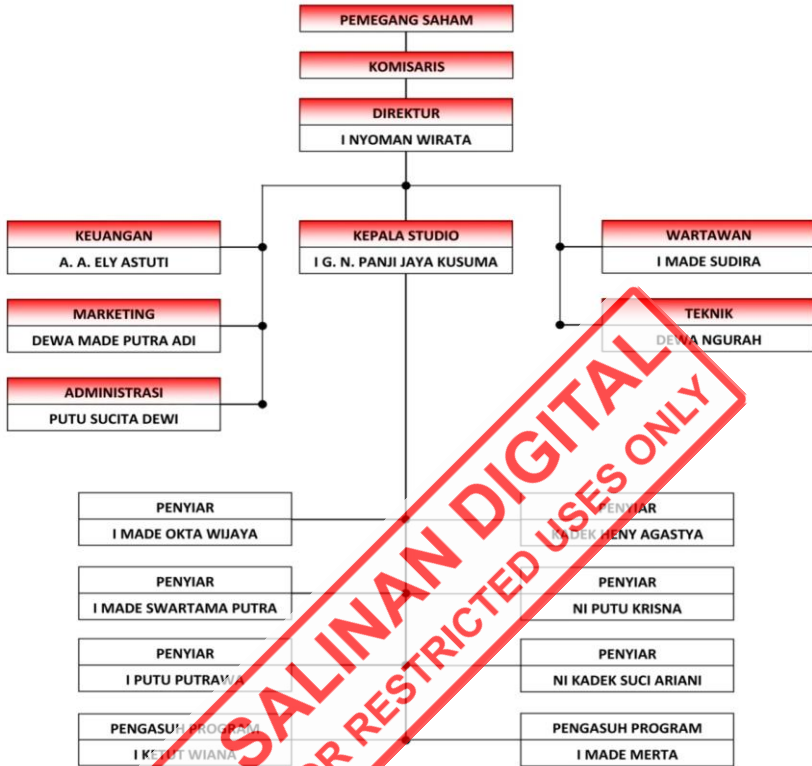 PEMEGANG SAHAM
KOMISARIS
DIREKTUR
I NYOMAN WIRATA
KEUANGAN
A. A. ELY ASTUTI
KEPALA STUDIO
I G. N. PANJI JAYA KUSUMA
WARTAWAN
I MADE SUDIRA
MARKETING
DEWA MADE PUTRA ADI
TEKNIK
DEWA NGURAH
ADMINISTRASI
PUTU SUCITA DEWI
PENYIAR
I MADE OKTA WIJAYA
PENYIAR
KADEK HENY AGASTYA
PENYIAR
I MADE SWARTAMA PUTRA
PENYIAR
NI PUTU KRISNA
PENYIAR
I PUTU PUTRAWA
PENYIAR
NI KADEK SUCI ARIANI
PENGASUH PROGRAM
I KETUT WIANA
PENGASUH PROGRAM
I MADE MERTA
SALINAN DIGITAL
RESTRICTED USES ONLY